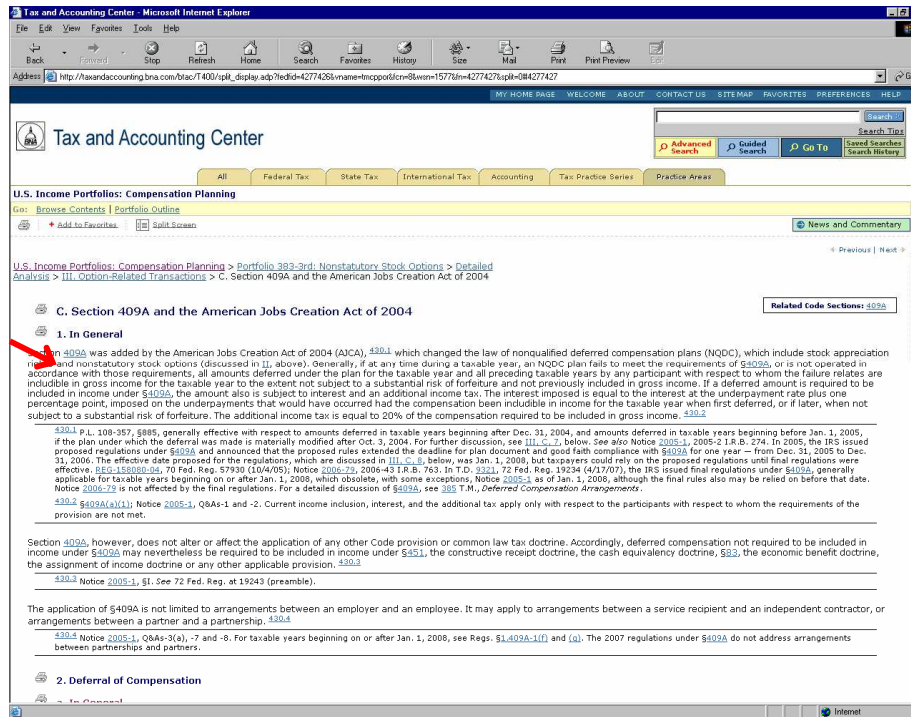 Tax and Accounting Center - Microsoft Internet Explorer
File Edit View Favorites Tools Help
Back Forward Stop Refresh Home Search Favorites History Size Mail Print Print Preview Edit
Address http://taxandaccounting.bna.com/btac/T400/split_display.adp?fedfid=4277426&vname=tmcppor&fcn=8&wsn=1577&fn=4277427&split=0#4277427
MY HOME PAGE WELCOME ABOUT CONTACT US SITE MAP FAVORITES PREFERENCES HELP
Search
Search Tips
BNA Tax and Accounting Center
Advanced Search Guided Search Go To Saved Searches Search History
All Federal Tax State Tax International Tax Accounting Tax Practice Series Practice Areas
U.S. Income Portfolios: Compensation Planning
Go: Browse Contents | Portfolio Outline
+ Add to Favorites Split Screen News and Commentary
Previous | Next
U.S. Income Portfolios: Compensation Planning > Portfolio 383-3rd: Nonstatutory Stock Options > Detailed
Analysis > III. Option-Related Transactions > C. Section 409A and the American Jobs Creation Act of 2004
Related Code Sections: 409A
C. Section 409A and the American Jobs Creation Act of 2004
1. In General
409A was added by the American Jobs Creation Act of 2004 (AJCA), 430.1 which changed the law of nonqualified deferred compensation plans (NQDC), which include stock appreciation
and nonstatutory stock options (discussed in II, above). Generally, if at any time during a taxable year, an NQDC plan fails to meet the requirements of §409A, or is not operated in
accordance with those requirements, all amounts deferred under the plan for the taxable year and all preceding taxable years by any participant with respect to whom the failure relates are
includible in gross income for the taxable year to the extent not subject to a substantial risk of forfeiture and not previously included in gross income. If a deferred amount is required to be
included in income under §409A, the amount also is subject to interest and an additional income tax. The interest imposed is equal to the interest at the underpayment rate plus one
percentage point, imposed on the underpayments that would have occurred had the compensation been includible in income for the taxable year when first deferred, or if later, when not
subject to a substantial risk of forfeiture. The additional income tax is equal to 20% of the compensation required to be included in gross income. 430.2
430.1 P.L. 108-357, §885, generally effective with respect to amounts deferred in taxable years beginning after Dec. 31, 2004, and amounts deferred in taxable years beginning before Jan. 1, 2005,
if the plan under which the deferral was made is materially modified after Oct. 3, 2004. For further discussion, see III, C, 7, below. See also Notice 2005-1, 2005-2 I.R.B. 274. In 2005, the IRS issued
proposed regulations under §409A and announced that the proposed rules extended the deadline for plan document and good faith compliance with §409A for one year — from Dec. 31, 2005 to Dec.
31, 2006. The effective date proposed for the regulations, which are discussed in III, C, 8, below, was Jan. 1, 2008, but taxpayers could rely on the proposed regulations until final regulations were
effective. REG-158080-04, 70 Fed. Reg. 57930 (10/4/05); Notice 2006-79, 2006-43 I.R.B. 763. In T.D. 9321, 72 Fed. Reg. 19234 (4/17/07), the IRS issued final regulations under §409A, generally
applicable for taxable years beginning on or after Jan. 1, 2008, which obsolete, with some exceptions, Notice 2005-1 as of Jan. 1, 2008, although the final rules also may be relied on before that date.
Notice 2006-79 is not affected by the final regulations. For a detailed discussion of §409A, see 385 T.M., Deferred Compensation Arrangements.
430.2 §409A(a)(1); Notice 2005-1, Q&As-1 and -2. Current income inclusion, interest, and the additional tax apply only with respect to the participants with respect to whom the requirements of the
provision are not met.
Section 409A, however, does not alter or affect the application of any other Code provision or common law tax doctrine. Accordingly, deferred compensation not required to be included in
income under §409A may nevertheless be required to be included in income under §451, the constructive receipt doctrine, the cash equivalency doctrine, §83, the economic benefit doctrine,
the assignment of income doctrine or any other applicable provision. 430.3
430.3 Notice 2005-1, §I. See 72 Fed. Reg. at 19243 (preamble).
The application of §409A is not limited to arrangements between an employer and an employee. It may apply to arrangements between a service recipient and an independent contractor, or
arrangements between a partner and a partnership. 430.4
430.4 Notice 2005-1, Q&As-3(a), -7 and -8. For taxable years beginning on or after Jan. 1, 2008, see Regs. §1.409A-1(f) and (g). The 2007 regulations under §409A do not address arrangements
between partnerships and partners.
2. Deferral of Compensation
a. In General
Internet